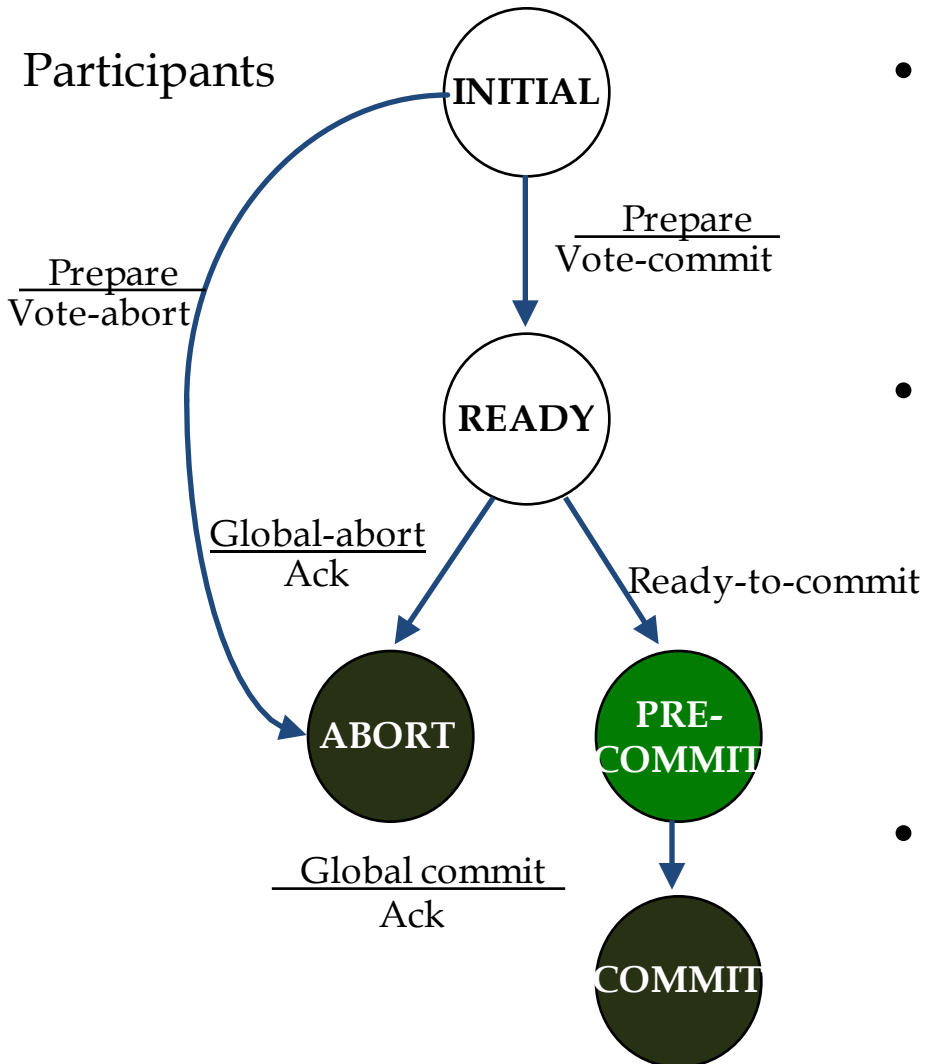 Participants
INITIAL
Prepare
Vote-commit
Prepare
Vote-abort
READY
Global-abort
Ack
Ready-to-commit
ABORT
PRE-
COMMIT
Global commit
Ack
COMMIT